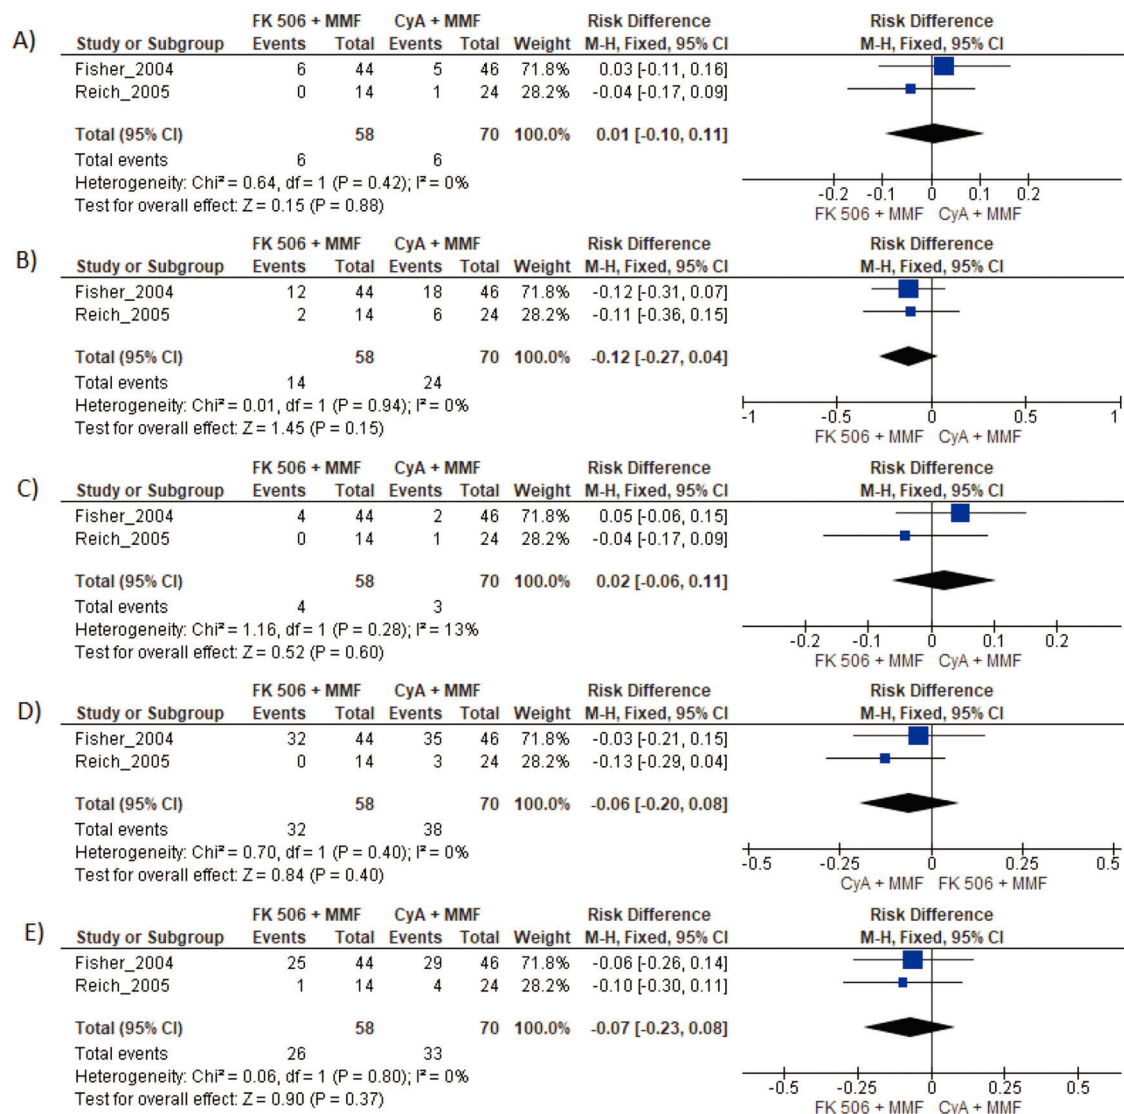 A)
FK 506 + MMF CyA + MMF Risk Difference Risk Difference
Study or Subgroup Events Total Events Total Weight M-H, Fixed, 95% CI M-H, Fixed, 95% CI
Fisher_2004 6 44 5 46 71.8% 0.03 [-0.11, 0.16]
Reich_2005 0 14 1 24 28.2% -0.04 [-0.17, 0.09]
Total (95% CI) 58 70 100.0% 0.01 [-0.10, 0.11]
Total events 6 6
Heterogeneity: Chi² = 0.64, df = 1 (P = 0.42); I² = 0%
Test for overall effect: Z = 0.15 (P = 0.88)
-0.2 -0.1 0 0.1 0.2
FK 506 + MMF CyA + MMF
B)
FK 506 + MMF CyA + MMF Risk Difference Risk Difference
Study or Subgroup Events Total Events Total Weight M-H, Fixed, 95% CI M-H, Fixed, 95% CI
Fisher_2004 12 44 18 46 71.8% -0.12 [-0.31, 0.07]
Reich_2005 2 14 6 24 28.2% -0.11 [-0.36, 0.15]
Total (95% CI) 58 70 100.0% -0.12 [-0.27, 0.04]
Total events 14 24
Heterogeneity: Chi² = 0.01, df = 1 (P = 0.94); I² = 0%
Test for overall effect: Z = 1.45 (P = 0.15)
-1 -0.5 0 0.5 1
FK 506 + MMF CyA + MMF
C)
FK 506 + MMF CyA + MMF Risk Difference Risk Difference
Study or Subgroup Events Total Events Total Weight M-H, Fixed, 95% CI M-H, Fixed, 95% CI
Fisher_2004 4 44 2 46 71.8% 0.05 [-0.06, 0.15]
Reich_2005 0 14 1 24 28.2% -0.04 [-0.17, 0.09]
Total (95% CI) 58 70 100.0% 0.02 [-0.06, 0.11]
Total events 4 3
Heterogeneity: Chi² = 1.16, df = 1 (P = 0.28); I² = 13%
Test for overall effect: Z = 0.52 (P = 0.60)
-0.2 -0.1 0 0.1 0.2
FK 506 + MMF CyA + MMF
D)
FK 506 + MMF CyA + MMF Risk Difference Risk Difference
Study or Subgroup Events Total Events Total Weight M-H, Fixed, 95% CI M-H, Fixed, 95% CI
Fisher_2004 32 44 35 46 71.8% -0.03 [-0.21, 0.15]
Reich_2005 0 14 3 24 28.2% -0.13 [-0.29, 0.04]
Total (95% CI) 58 70 100.0% -0.06 [-0.20, 0.08]
Total events 32 38
Heterogeneity: Chi² = 0.70, df = 1 (P = 0.40); I² = 0%
Test for overall effect: Z = 0.84 (P = 0.40)
-0.5 -0.25 0 0.25 0.5
CyA + MMF FK 506 + MMF
E)
FK 506 + MMF CyA + MMF Risk Difference Risk Difference
Study or Subgroup Events Total Events Total Weight M-H, Fixed, 95% CI M-H, Fixed, 95% CI
Fisher_2004 25 44 29 46 71.8% -0.06 [-0.26, 0.14]
Reich_2005 1 14 4 24 28.2% -0.10 [-0.30, 0.11]
Total (95% CI) 58 70 100.0% -0.07 [-0.23, 0.08]
Total events 26 33
Heterogeneity: Chi² = 0.06, df = 1 (P = 0.80); I² = 0%
Test for overall effect: Z = 0.90 (P = 0.37)
-0.5 -0.25 0 0.25 0.5
FK 506 + MMF CyA + MMF